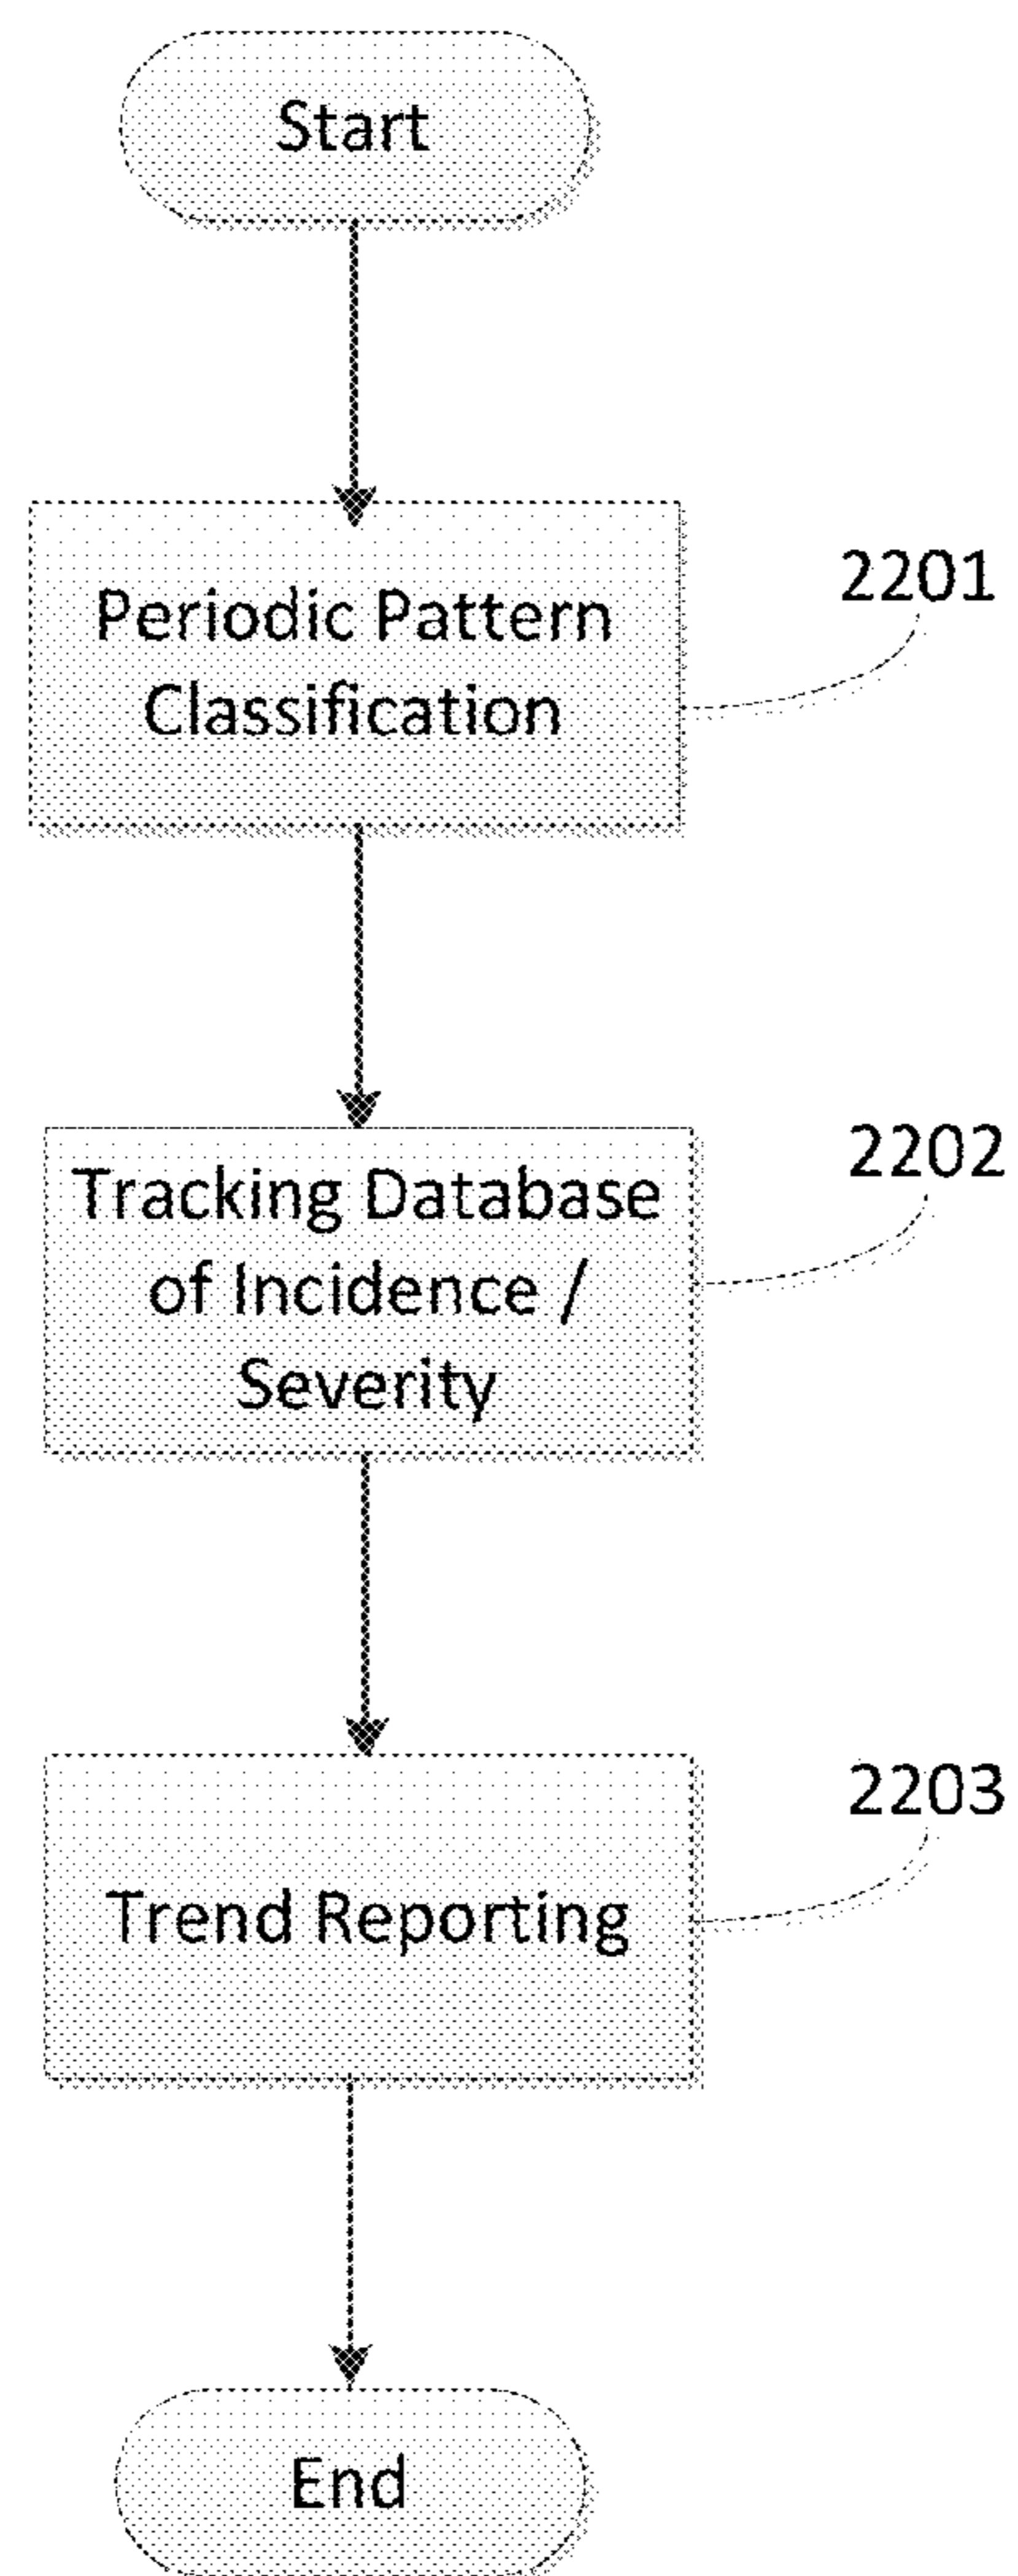 Start
Periodic Pattern
Classification
2201
Tracking Database
of Incidence /
Severity
2202
Trend Reporting
2203
End